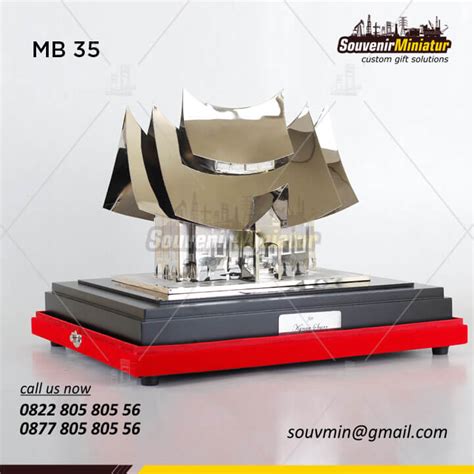 MB 35
SouvenirMiniatur
custom gift solutions
SouvenirMiniatur
call us now
0822 805 805 56
0877 805 805 56
souvmin@gmail.com